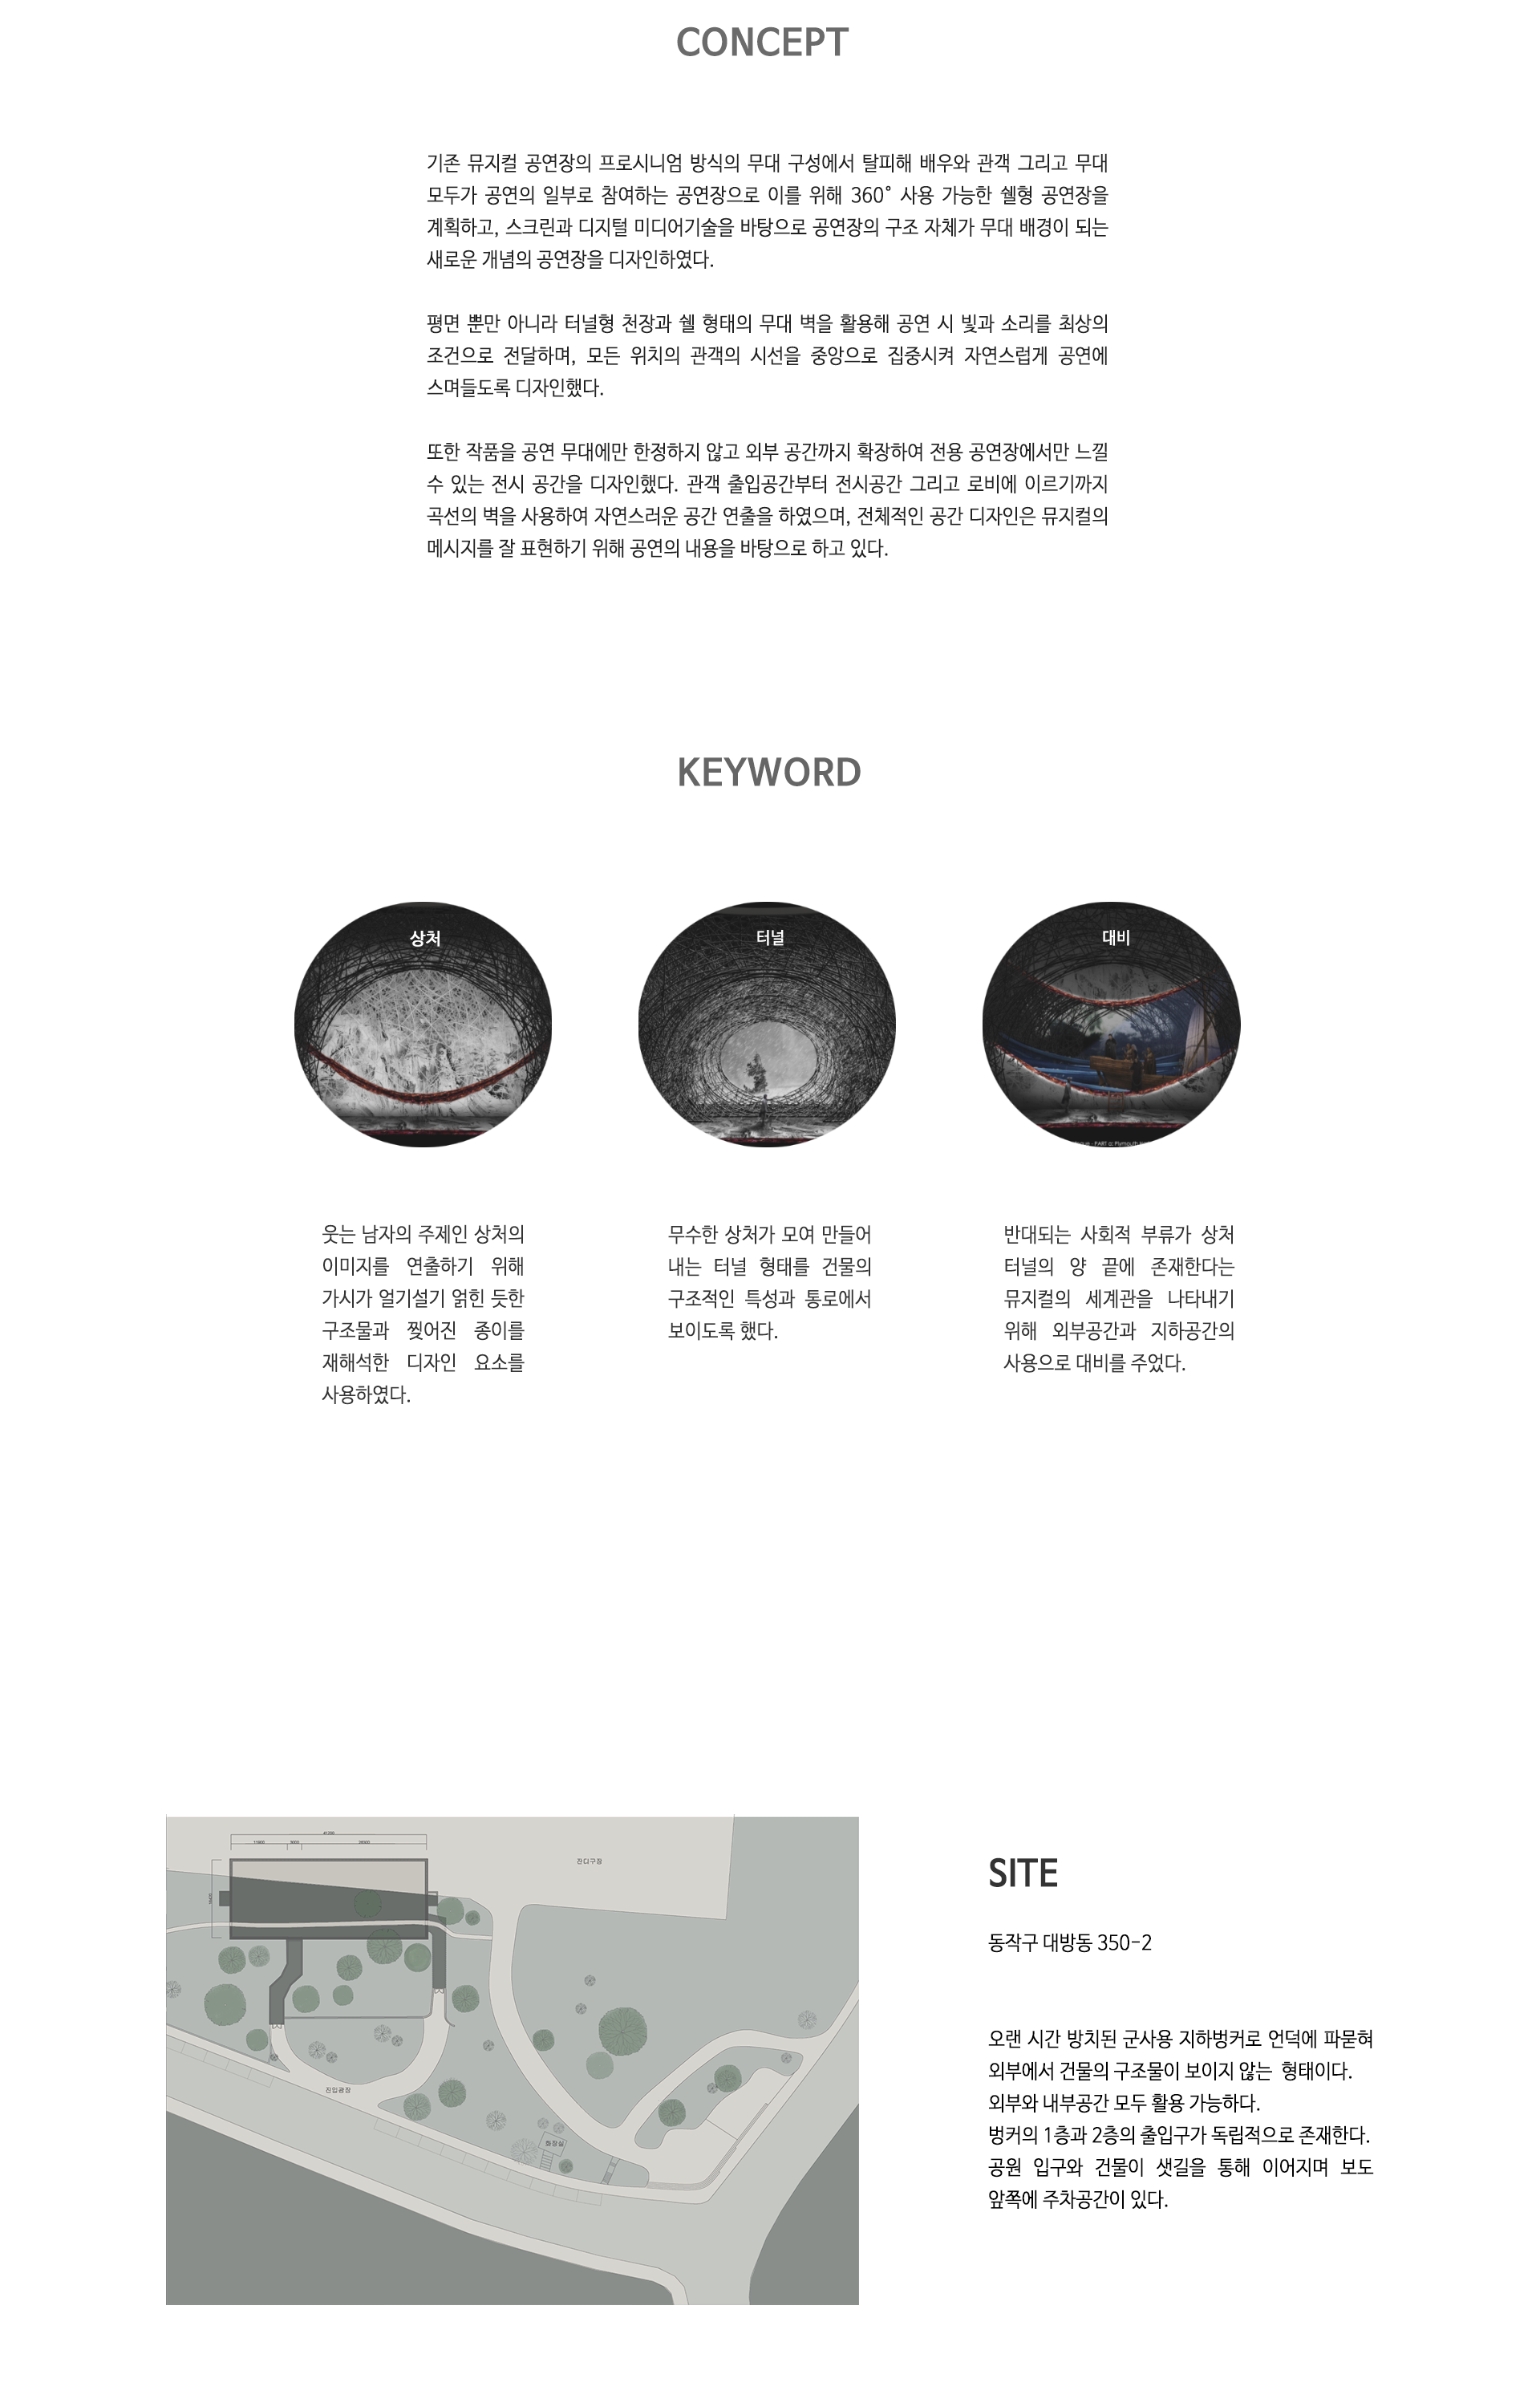 CONCEPT
기존 뮤지컬 공연장의 프로시니엄 방식의 무대 구성에서 탈피해 배우와 관객 그리고 무대
모두가 공연의 일부로 참여하는 공연장으로 이를 위해 360° 사용 가능한 쉘형 공연장을
계획하고, 스크린과 디지털 미디어기술을 바탕으로 공연장의 구조 자체가 무대 배경이 되는
새로운 개념의 공연장을 디자인하였다.
평면 뿐만 아니라 터널형 천장과 쉘 형태의 무대 벽을 활용해 공연 시 빛과 소리를 최상의
조건으로 전달하며, 모든 위치의 관객의 시선을 중앙으로 집중시켜 자연스럽게 공연에
스며들도록 디자인했다.
또한 작품을 공연 무대에만 한정하지 않고 외부 공간까지 확장하여 전용 공연장에서만 느낄
수 있는 전시 공간을 디자인했다. 관객 출입공간부터 전시공간 그리고 로비에 이르기까지
곡선의 벽을 사용하여 자연스러운 공간 연출을 하였으며, 전체적인 공간 디자인은 뮤지컬의
메시지를 잘 표현하기 위해 공연의 내용을 바탕으로 하고 있다.
KEYWORD
상처
터널
대비
웃는 남자의 주제인 상처의
이미지를 연출하기 위해
가시가 얼기설기 얽힌 듯한
구조물과 찢어진 종이를
재해석한 디자인 요소를
사용하였다.
무수한 상처가 모여 만들어
내는 터널 형태를 건물의
구조적인 특성과 통로에서
보이도록 했다.
반대되는 사회적 부류가 상처
터널의 양 끝에 존재한다는
뮤지컬의 세계관을 나타내기
위해 외부공간과 지하공간의
사용으로 대비를 주었다.
잔디구장
진입광장
화장실
SITE
동작구 대방동 350-2
오랜 시간 방치된 군사용 지하벙커로 언덕에 파묻혀
외부에서 건물의 구조물이 보이지 않는 형태이다.
외부와 내부공간 모두 활용 가능하다.
벙커의 1층과 2층의 출입구가 독립적으로 존재한다.
공원 입구와 건물이 샛길을 통해 이어지며 보도
앞쪽에 주차공간이 있다.